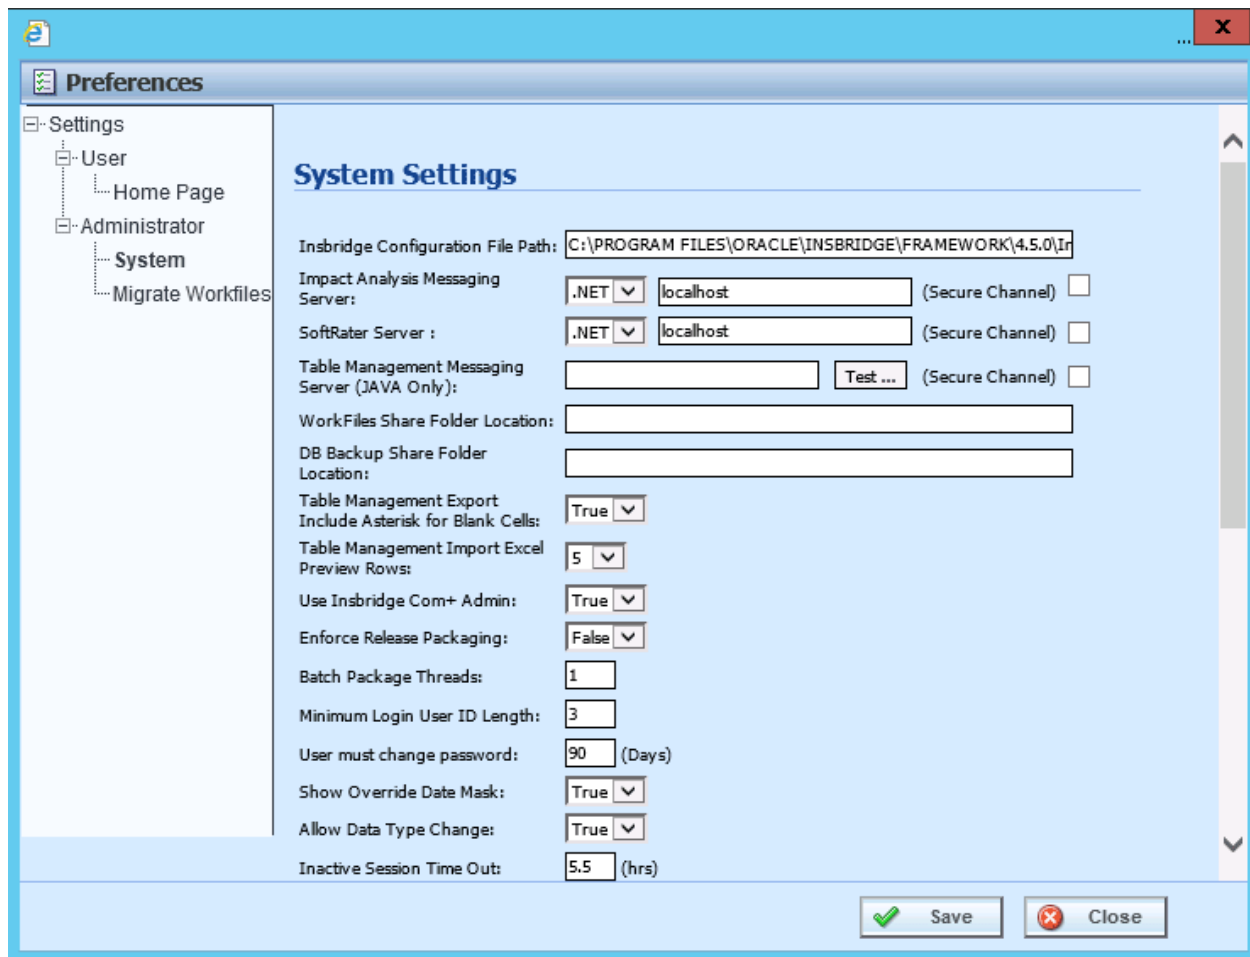 ...
X
Preferences
Settings
User
Home Page
Administrator
System
Migrate Workfiles
System Settings
Insbridge Configuration File Path: C:\PROGRAM FILES\ORACLE\INSBRIDGE\FRAMEWORK\4.5.0\In
Impact Analysis Messaging
Server: .NET localhost (Secure Channel)
SoftRater Server : .NET localhost (Secure Channel)
Table Management Messaging
Server (JAVA Only): Test ... (Secure Channel)
WorkFiles Share Folder Location:
DB Backup Share Folder
Location:
Table Management Export
Include Asterisk for Blank Cells: True
Table Management Import Excel
Preview Rows: 5
Use Insbridge Com+ Admin: True
Enforce Release Packaging: False
Batch Package Threads: 1
Minimum Login User ID Length: 3
User must change password: 90 (Days)
Show Override Date Mask: True
Allow Data Type Change: True
Inactive Session Time Out: 5.5 (hrs)
Save Close